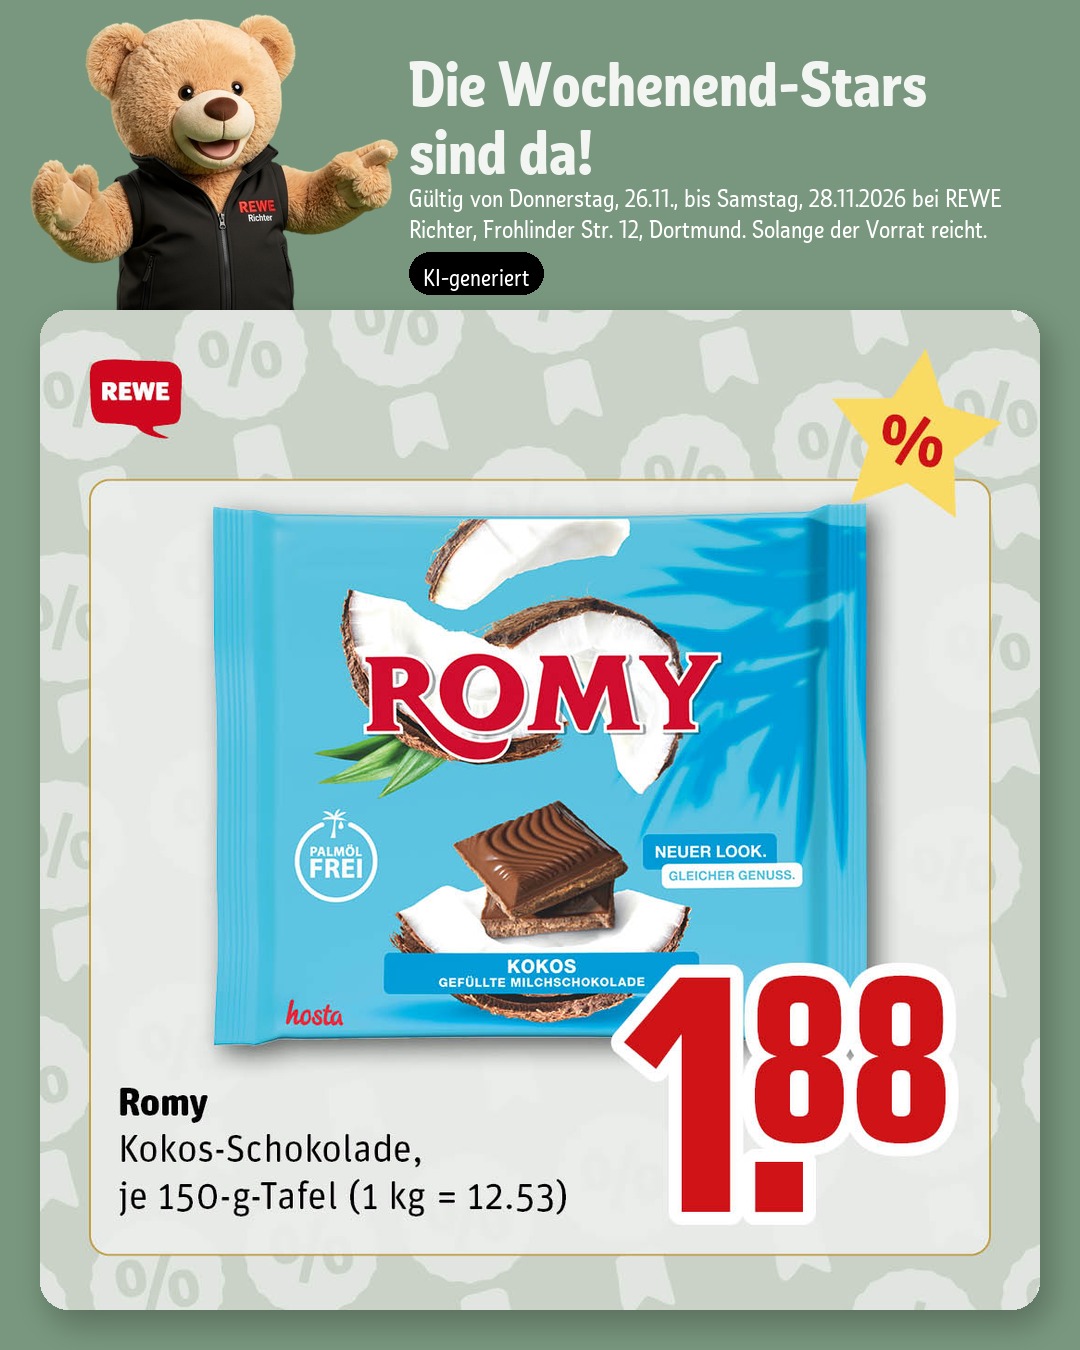 Die Wochenend-Stars
sind da!
Gültig von Donnerstag, 26.11., bis Samstag, 28.11.2026 bei REWE
Richter, Frohlinder Str. 12, Dortmund. Solange der Vorrat reicht.
KI-generiert
REWE
Richter
REWE
%
ROMY
PALMÖL
FREI
NEUER LOOK.
GLEICHER GENUSS.
KOKOS
GEFÜLLTE MILCHSCHOKOLADE
hosta
Romy
Kokos-Schokolade,
je 150-g-Tafel (1 kg = 12.53)
1.88